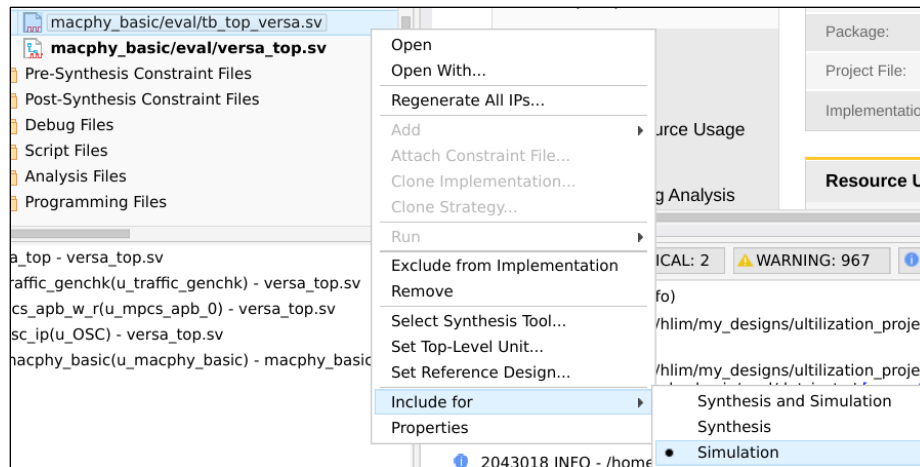 macphy_basic/eval/tb_top_versa.sv
macphy_basic/eval/versa_top.sv
Pre-Synthesis Constraint Files
Post-Synthesis Constraint Files
Debug Files
Script Files
Analysis Files
Programming Files
a_top - versa_top.sv
raffic_genchk(u_traffic_genchk) - versa_top.sv
cs_apb_w_r(u_mpcs_apb_0) - versa_top.sv
sc_ip(u_OSC) - versa_top.sv
nacphy_basic(u_macphy_basic) - macphy_basic
Open
Open With...
Regenerate All IPs...
Add
Attach Constraint File...
Clone Implementation...
Clone Strategy...
Run
Exclude from Implementation
Remove
Select Synthesis Tool...
Set Top-Level Unit...
Set Reference Design...
Include for
Properties
Synthesis and Simulation
Synthesis
Simulation
Package:
Project File:
Implementatio
urce Usage
g Analysis
Resource U
ICAL: 2
WARNING: 967
fo)
/hlim/my_designs/ultilization_proje
/hlim/my_designs/ultilization_proje
2043018 INFO - /home